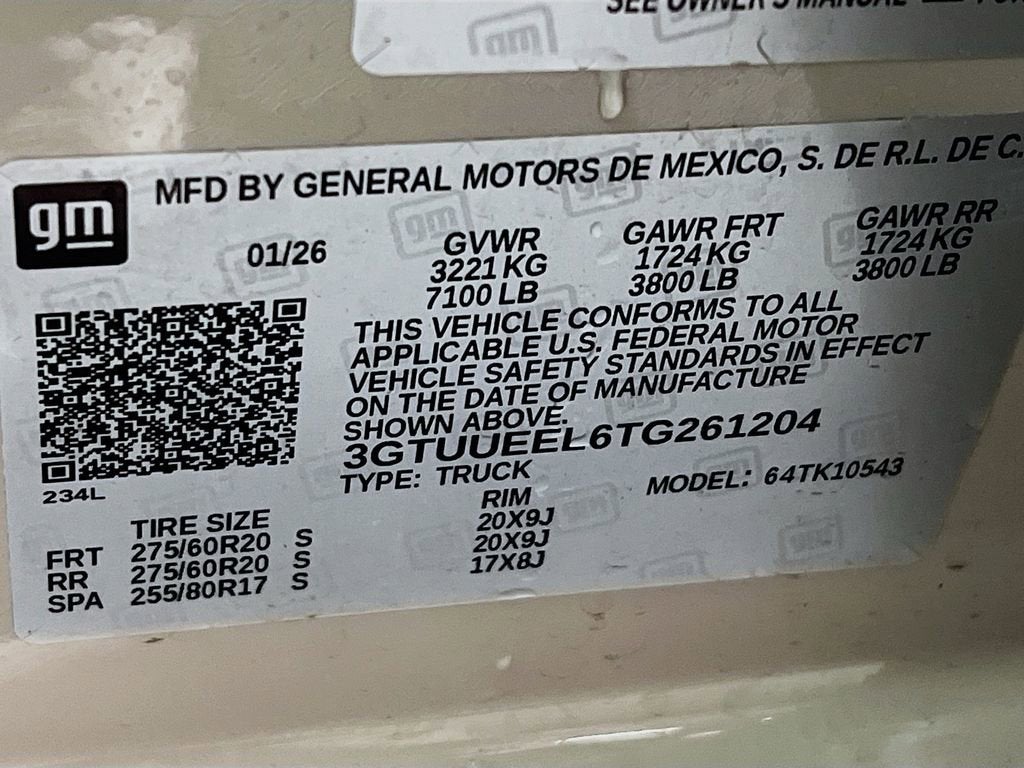 SEE OWNER'S MANUAL
gm
MFD BY GENERAL MOTORS DE MEXICO, S. DE R.L. DE C.
01/26
GVWR GAWR FRT GAWR RR
3221 KG 1724 KG 1724 KG
7100 LB 3800 LB 3800 LB
THIS VEHICLE CONFORMS TO ALL
APPLICABLE U.S. FEDERAL MOTOR
VEHICLE SAFETY STANDARDS IN EFFECT
ON THE DATE OF MANUFACTURE
SHOWN ABOVE.
3GTUUEEL6TG261204
TYPE: TRUCK MODEL: 64TK10543
234L
TIRE SIZE RIM
FRT 275/60R20 S 20X9J
RR 275/60R20 S 20X9J
SPA 255/80R17 S 17X8J